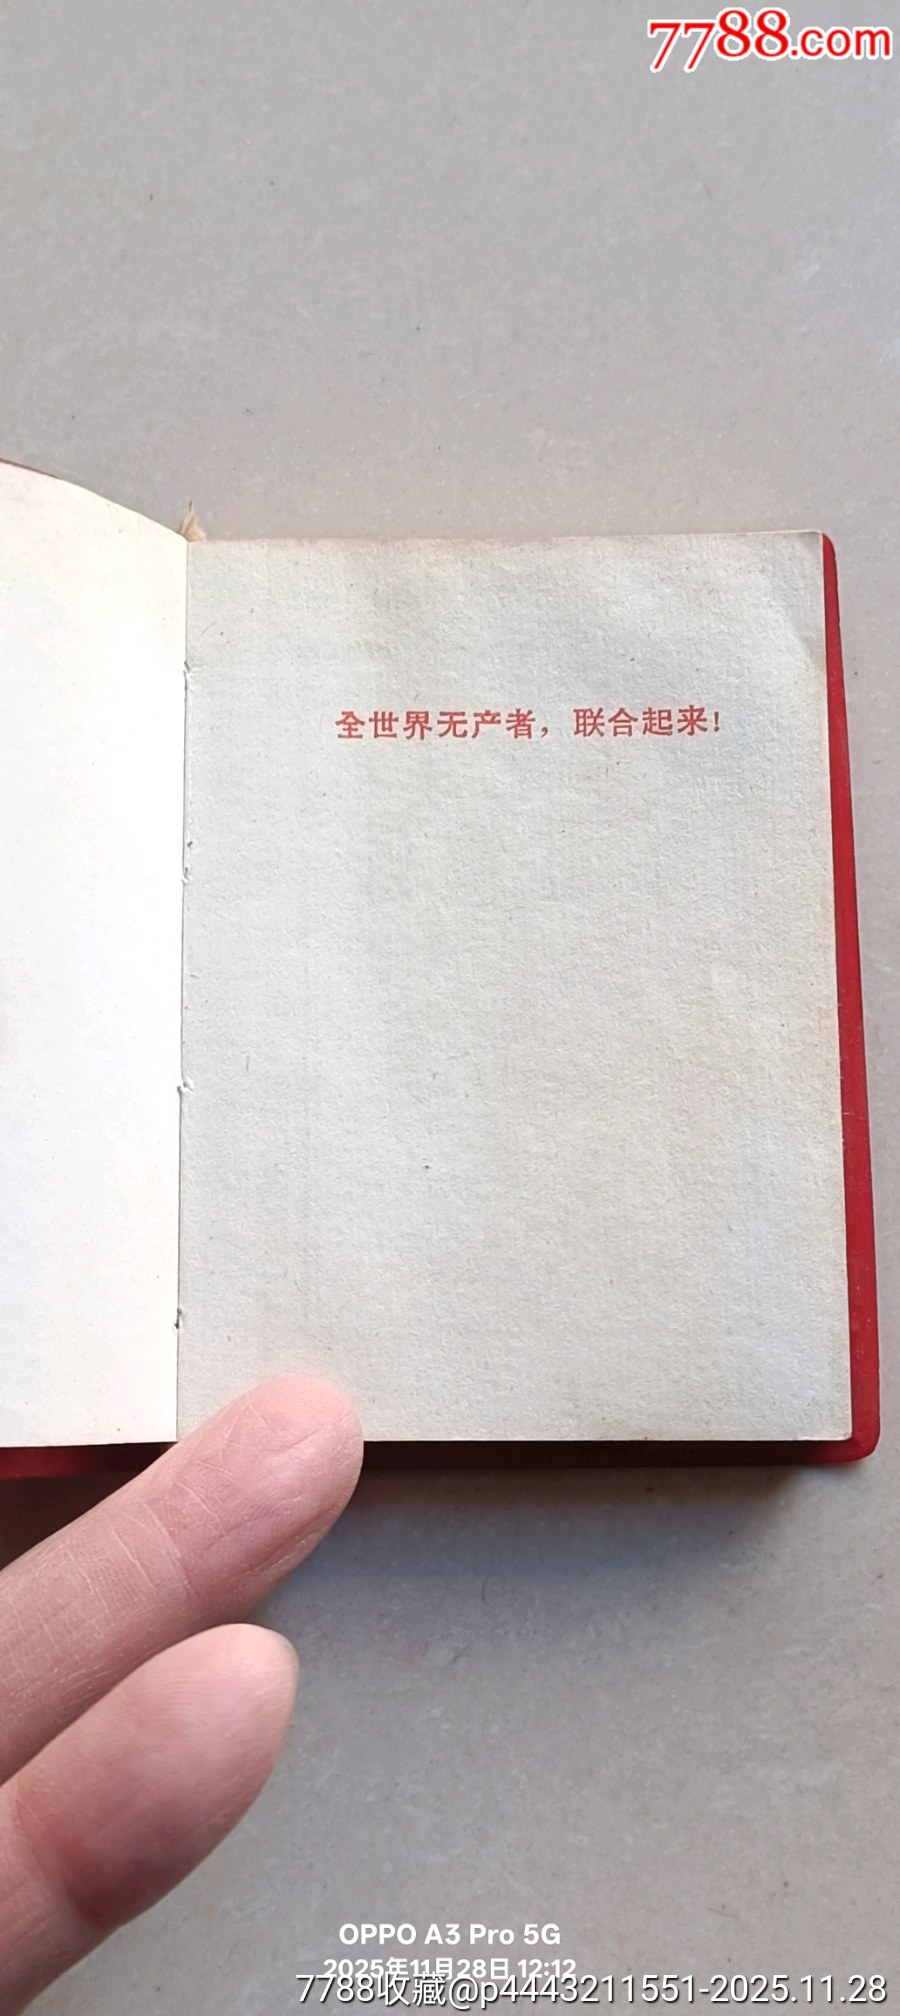 7788.com
全世界无产者，联合起来！
OPPO A3 Pro 5G
2025年11月28日 12:12
7788收藏@p4443211551-2025.11.28